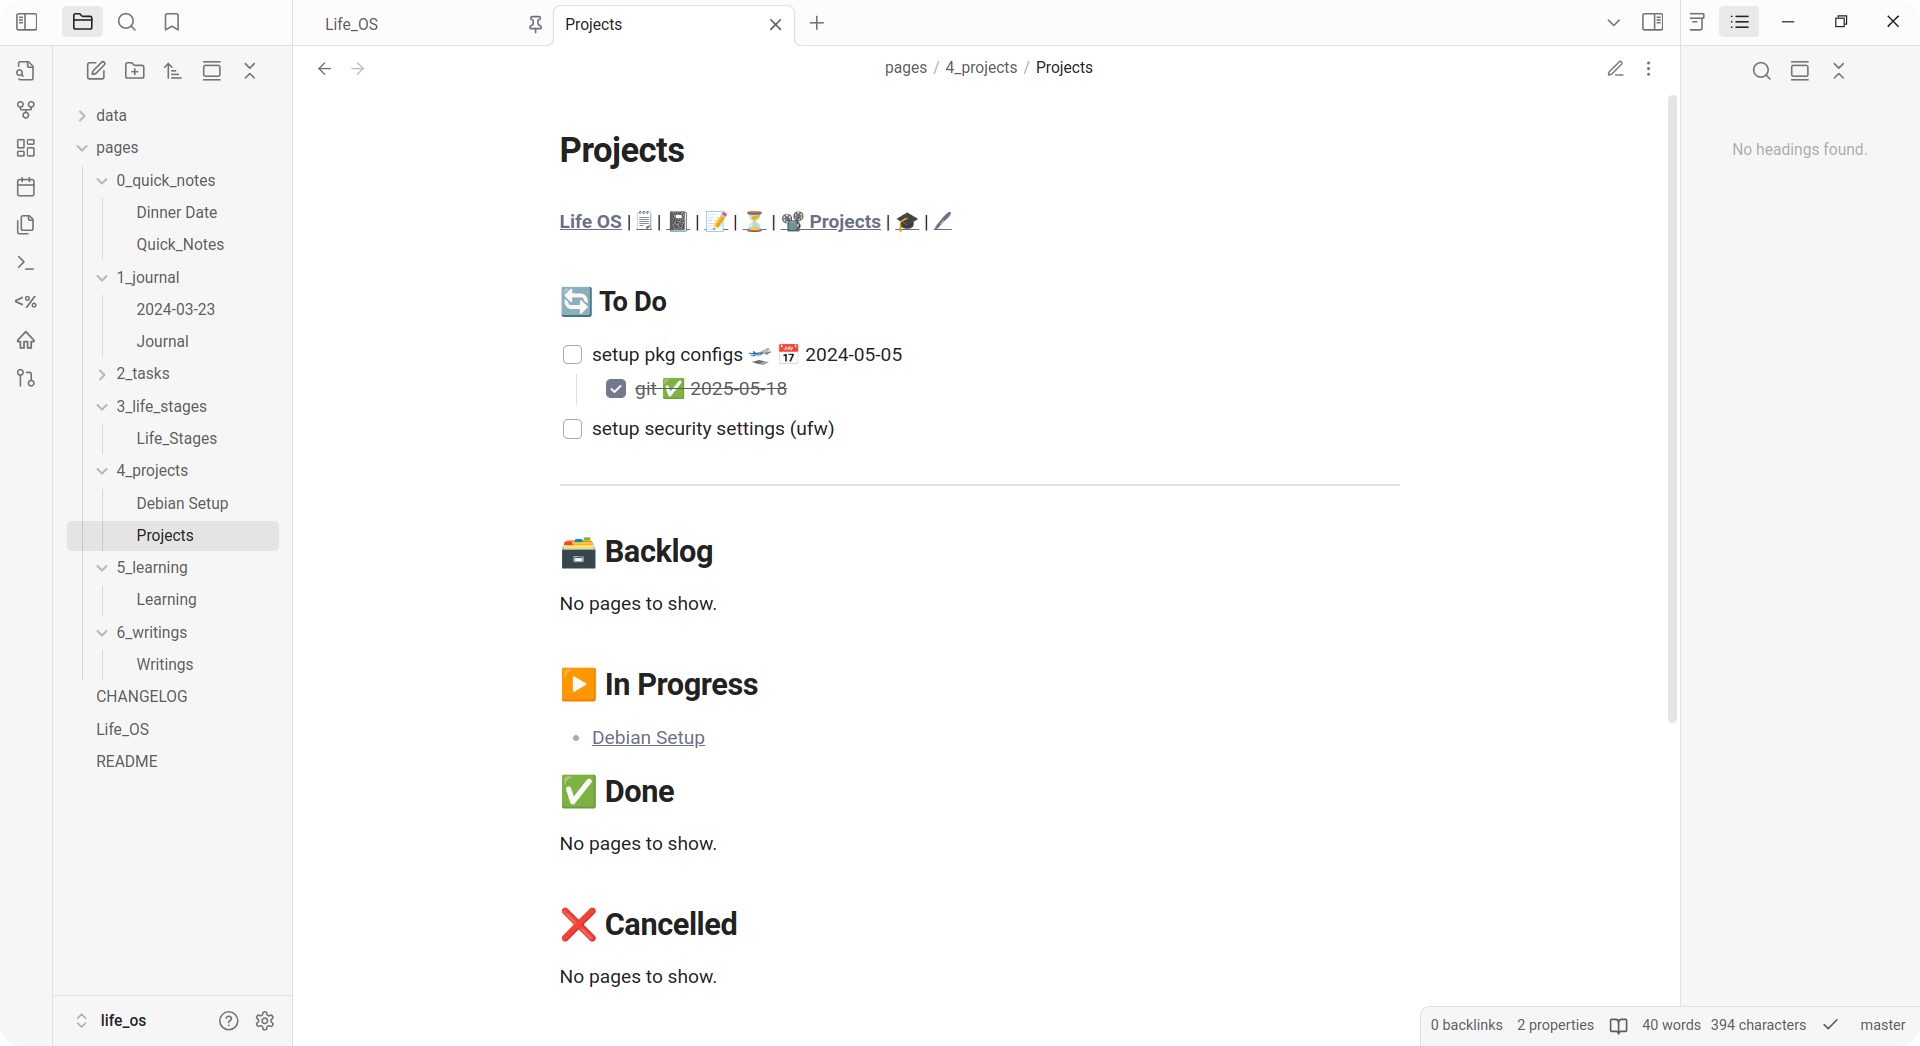 Life_OS
Projects
pages / 4_projects / Projects
data
pages
0_quick_notes
Dinner Date
Quick_Notes
1_journal
2024-03-23
Journal
2_tasks
3_life_stages
Life_Stages
4_projects
Debian Setup
Projects
5_learning
Learning
6_writings
Writings
CHANGELOG
Life_OS
README
life_os
<%
Projects
Life OS | 🗒️ | 📓 | 📝 | ⏳ | 📽️ Projects | 🎓 | 🖊️
🔄 To Do
setup pkg configs 🛫 📅 2024-05-05
git ✅ 2025-05-18
setup security settings (ufw)
🗃️ Backlog
No pages to show.
▶️ In Progress
Debian Setup
✅ Done
No pages to show.
❌ Cancelled
No pages to show.
No headings found.
0 backlinks 2 properties 40 words 394 characters master